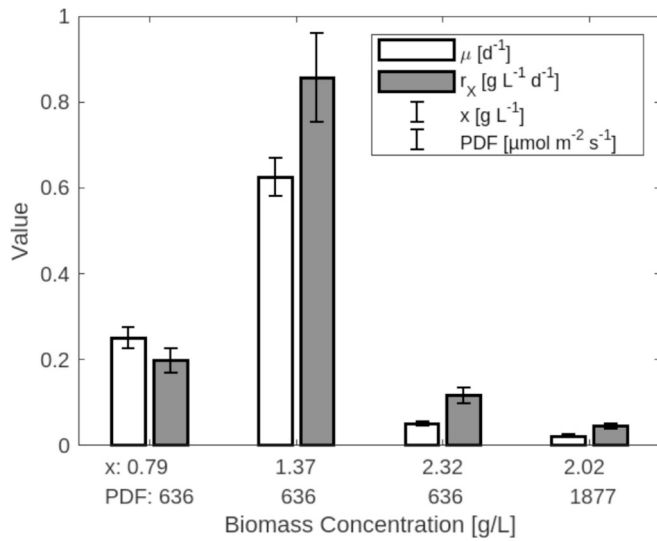 1
0.8
0.6
0.4
0.2
0
Value
μ [d⁻¹]
r_X [g L⁻¹ d⁻¹]
x [g L⁻¹]
PDF [µmol m⁻² s⁻¹]
x: 0.79 1.37 2.32 2.02
PDF: 636 636 636 1877
Biomass Concentration [g/L]